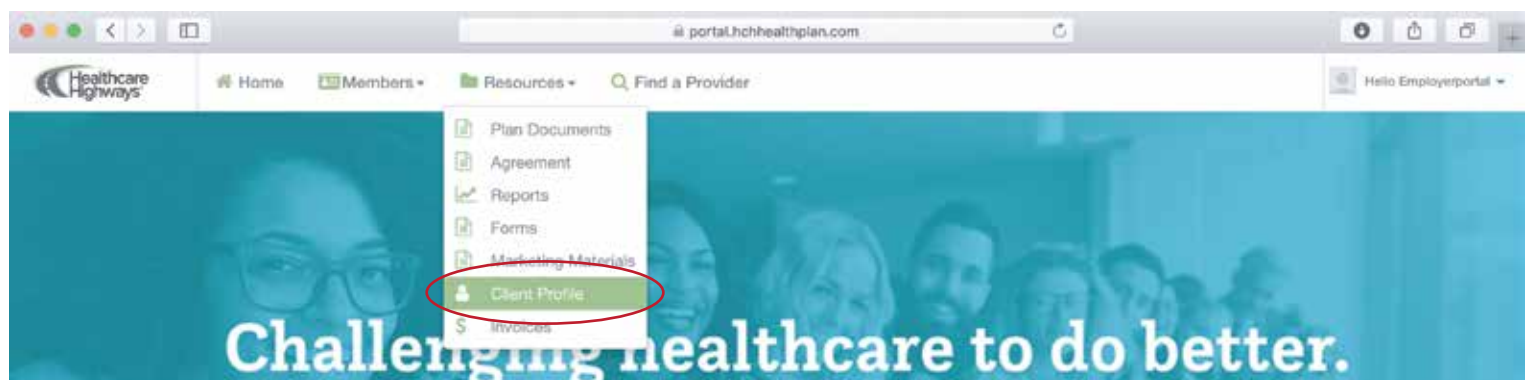 portal.hchhealthplan.com
Healthcare Highways
Home Members Resources Find a Provider
Hello Employerportal
Plan Documents
Agreement
Reports
Forms
Marketing Materials
Client Profile
$ Invoices
Challenging healthcare to do better.